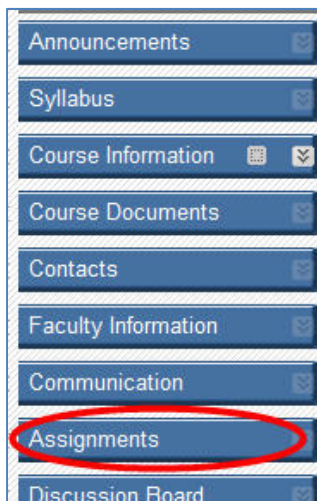 Announcements
Syllabus
Course Information
Course Documents
Contacts
Faculty Information
Communication
Assignments
Discussion Board